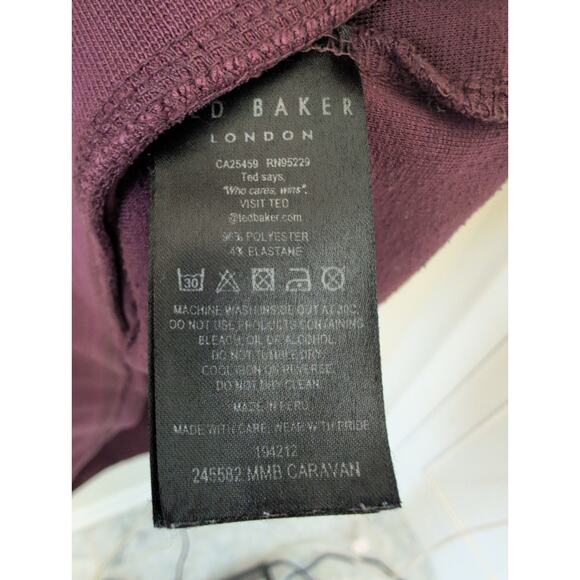 ED BAKER
LONDON
CA25459 RN95229
Ted says,
"Who cares, wins".
VISIT TED
@tedbaker.com
96% POLYESTER
4% ELASTANE
30
MACHINE WASH INSIDE OUT AT 30C.
DO NOT USE PRODUCTS CONTAINING
BLEACH, OIL OR ALCOHOL.
DO NOT TUMBLE DRY.
COOL IRON ON REVERSE.
DO NOT DRY CLEAN.
MADE IN PERU
MADE WITH CARE, WEAR WITH PRIDE
194212
245582 MMB CARAVAN